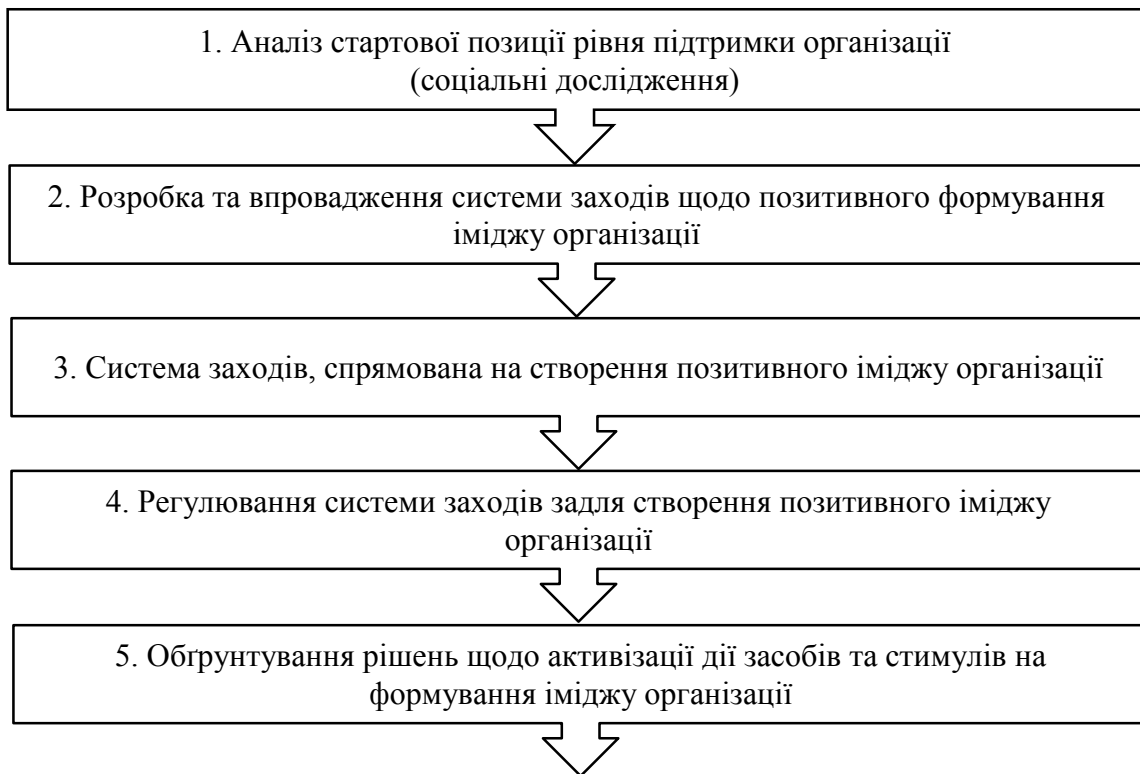 1. Аналіз стартової позиції рівня підтримки організації
(соціальні дослідження)
2. Розробка та впровадження системи заходів щодо позитивного формування
іміджу організації
3. Система заходів, спрямована на створення позитивного іміджу організації
4. Регулювання системи заходів задля створення позитивного іміджу
організації
5. Обґрунтування рішень щодо активізації дії засобів та стимулів на
формування іміджу організації